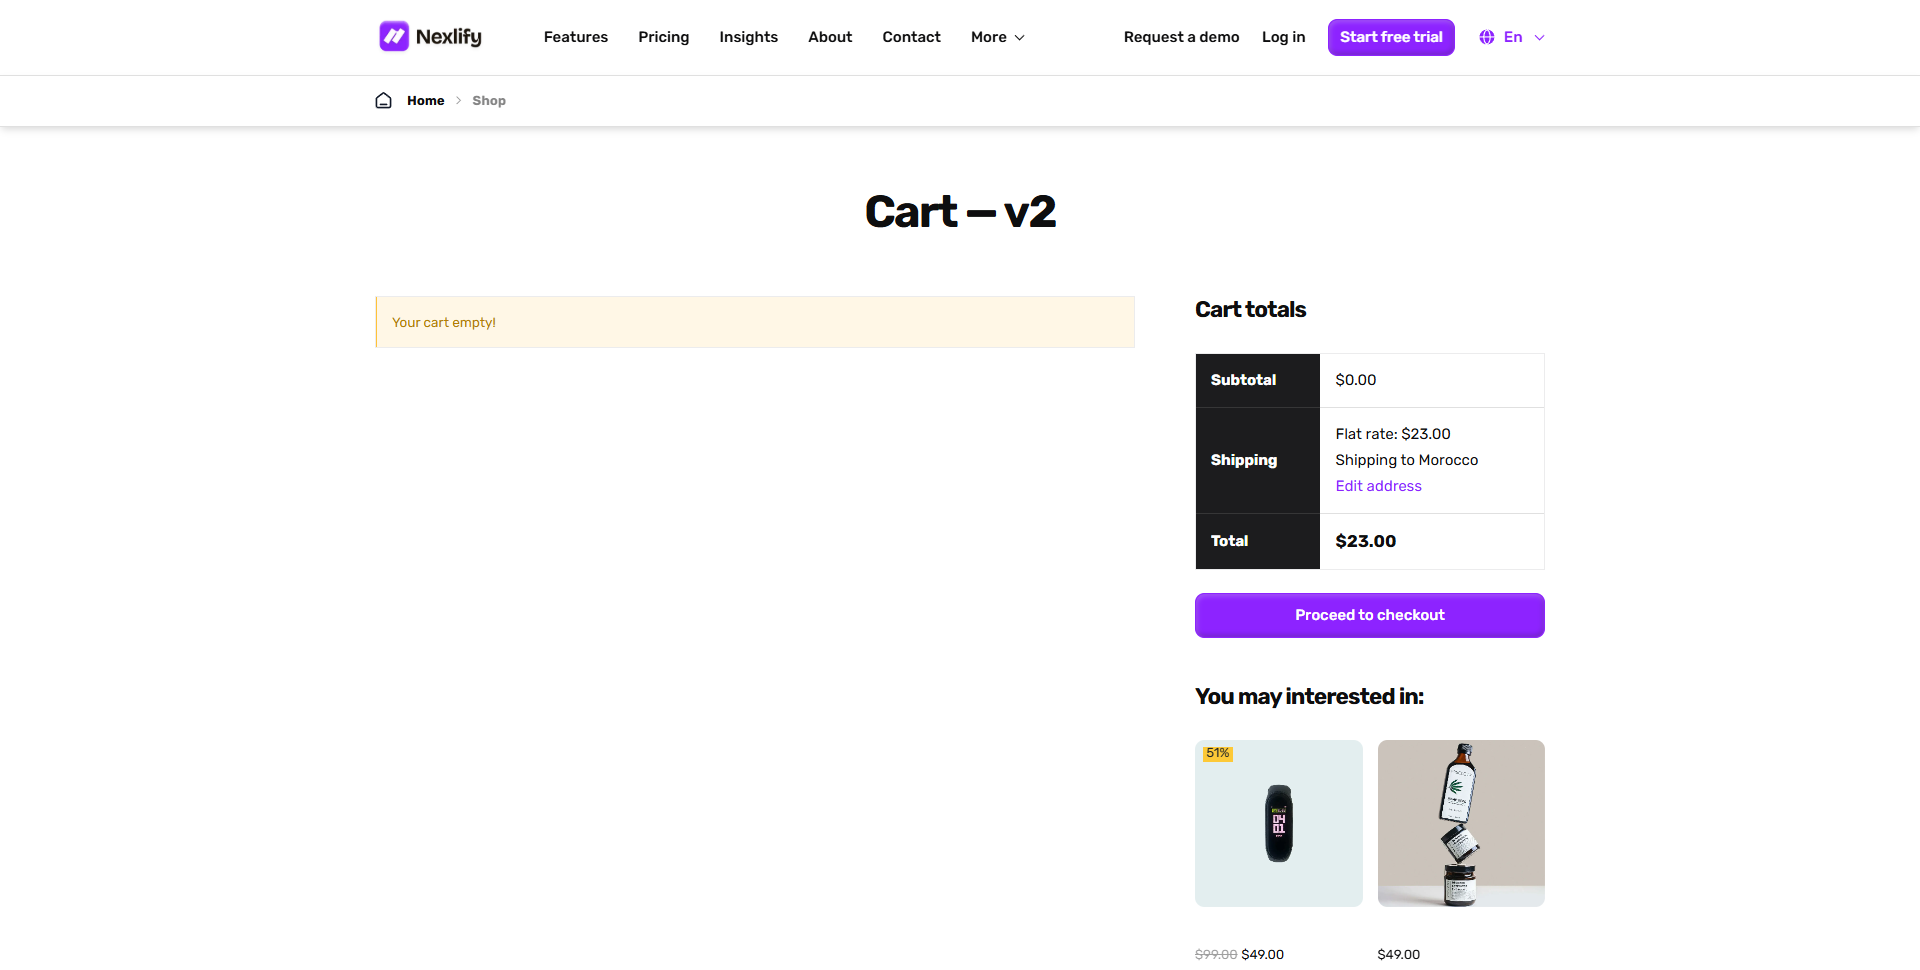 Nexlify
Features
Pricing
Insights
About
Contact
More
Request a demo
Log in
Start free trial
En
Home
Shop
Cart – v2
Your cart empty!
Cart totals
Subtotal
$0.00
Shipping
Flat rate: $23.00
Shipping to Morocco
Edit address
Total
$23.00
Proceed to checkout
You may interested in:
51%
04
01
$99.00 $49.00
$49.00